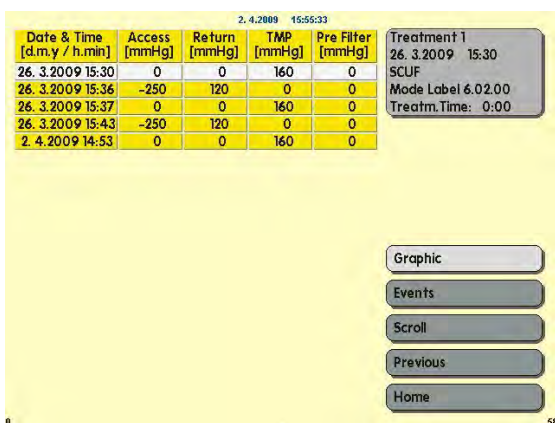 2. 4.2009 15:55:33
Date & Time Access Return TMP Pre Filter
[d.m.y / h.min] [mmHg] [mmHg] [mmHg] [mmHg]
26. 3.2009 15:30 0 0 160 0
26. 3.2009 15:36 -250 120 0 0
26. 3.2009 15:37 0 0 160 0
26. 3.2009 15:43 -250 120 0 0
2. 4.2009 14:53 0 0 160 0
Treatment 1
26. 3.2009 15:30
SCUF
Mode Label 6.02.00
Treatm.Time: 0:00
Graphic
Events
Scroll
Previous
Home